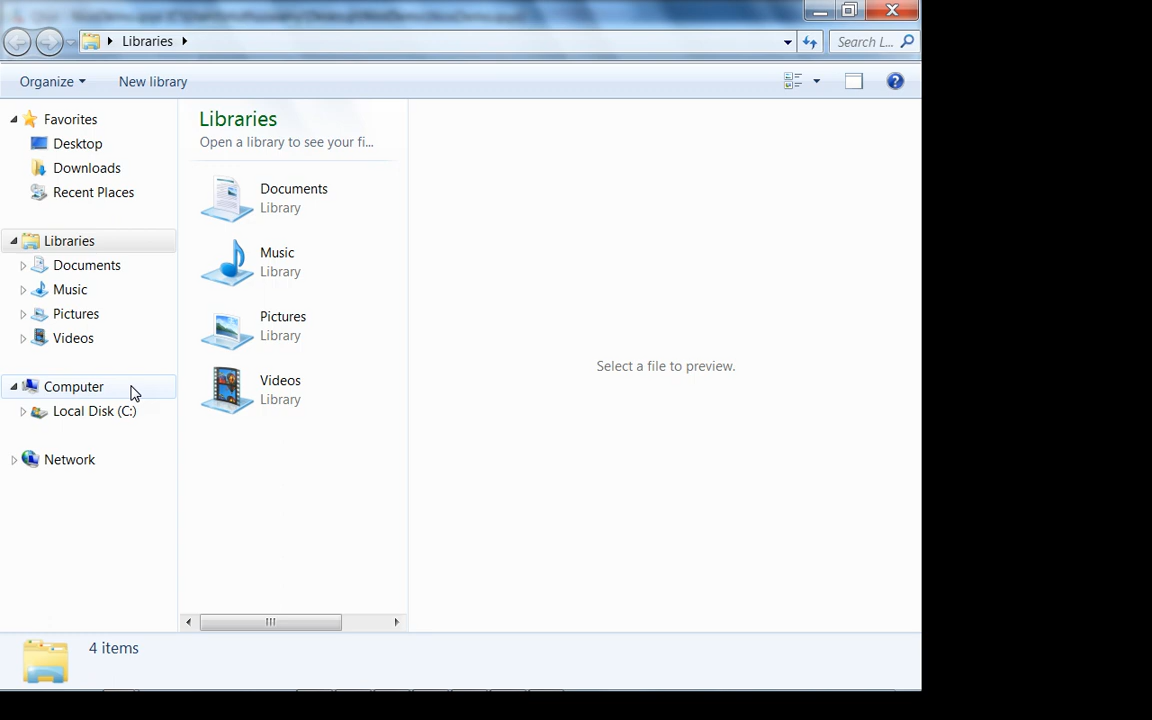 Libraries
Search L...
Organize
New library
Favorites
Desktop
Downloads
Recent Places
Libraries
Documents
Music
Pictures
Videos
Computer
Local Disk (C:)
Network
Libraries
Open a library to see your fi...
Documents
Library
Music
Library
Pictures
Library
Videos
Library
Select a file to preview.
4 items